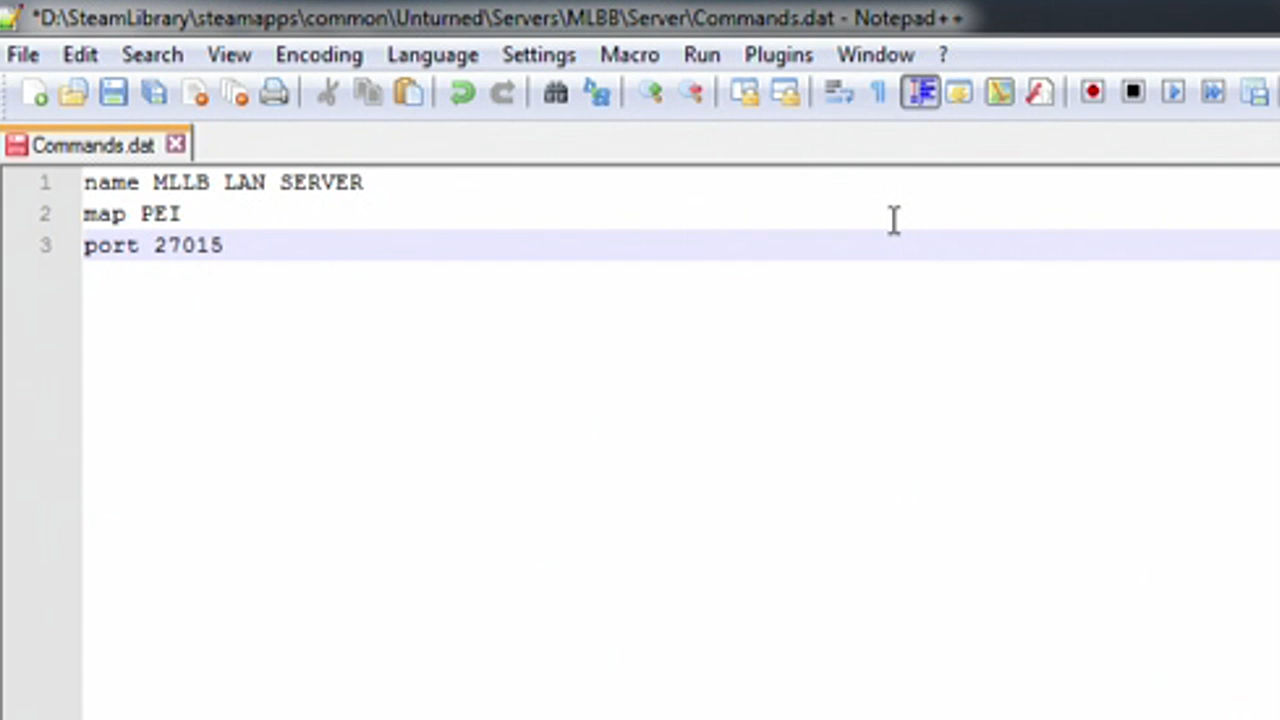 *D:\SteamLibrary\steamapps\common\Unturned\Servers\MLBB\Server\Commands.dat - Notepad++
File Edit Search View Encoding Language Settings Macro Run Plugins Window ?
Commands.dat
1 name MLLB LAN SERVER
2 map PEI
3 port 27015